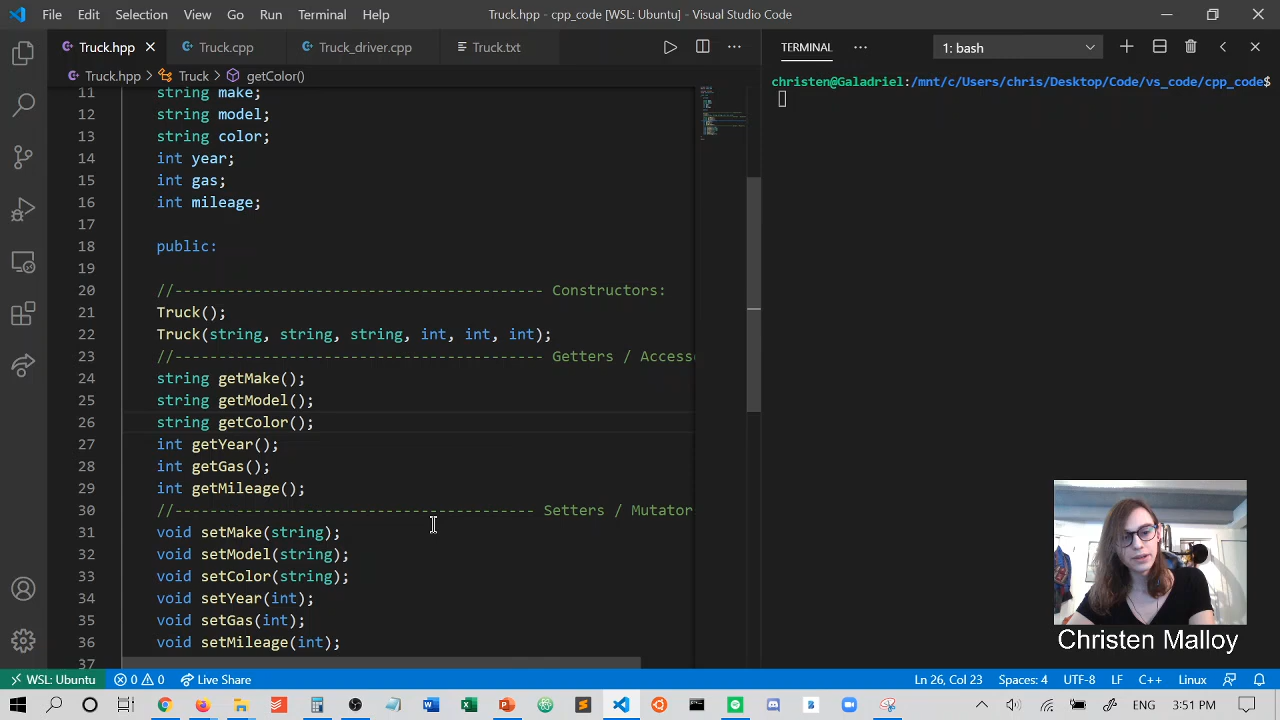 File Edit Selection View Go Run Terminal Help
Truck.hpp - cpp_code [WSL: Ubuntu] - Visual Studio Code
Truck.hpp Truck.cpp Truck_driver.cpp Truck.txt
TERMINAL 1: bash
Truck.hpp > Truck > getColor()
christen@Galadriel:/mnt/c/Users/chris/Desktop/Code/vs_code/cpp_code$
11 string make;
12 string model;
13 string color;
14 int year;
15 int gas;
16 int mileage;
17
18 public:
19
20 //------------------------------------------ Constructors:
21 Truck();
22 Truck(string, string, string, int, int, int);
23 //------------------------------------------ Getters / Access
24 string getMake();
25 string getModel();
26 string getColor();
27 int getYear();
28 int getGas();
29 int getMileage();
30 //----------------------------------------- Setters / Mutator
31 void setMake(string);
32 void setModel(string);
33 void setColor(string);
34 void setYear(int);
35 void setGas(int);
36 void setMileage(int);
37
Christen Malloy
WSL: Ubuntu 0 0 Live Share Ln 26, Col 23 Spaces: 4 UTF-8 LF C++ Linux
ENG 3:51 PM